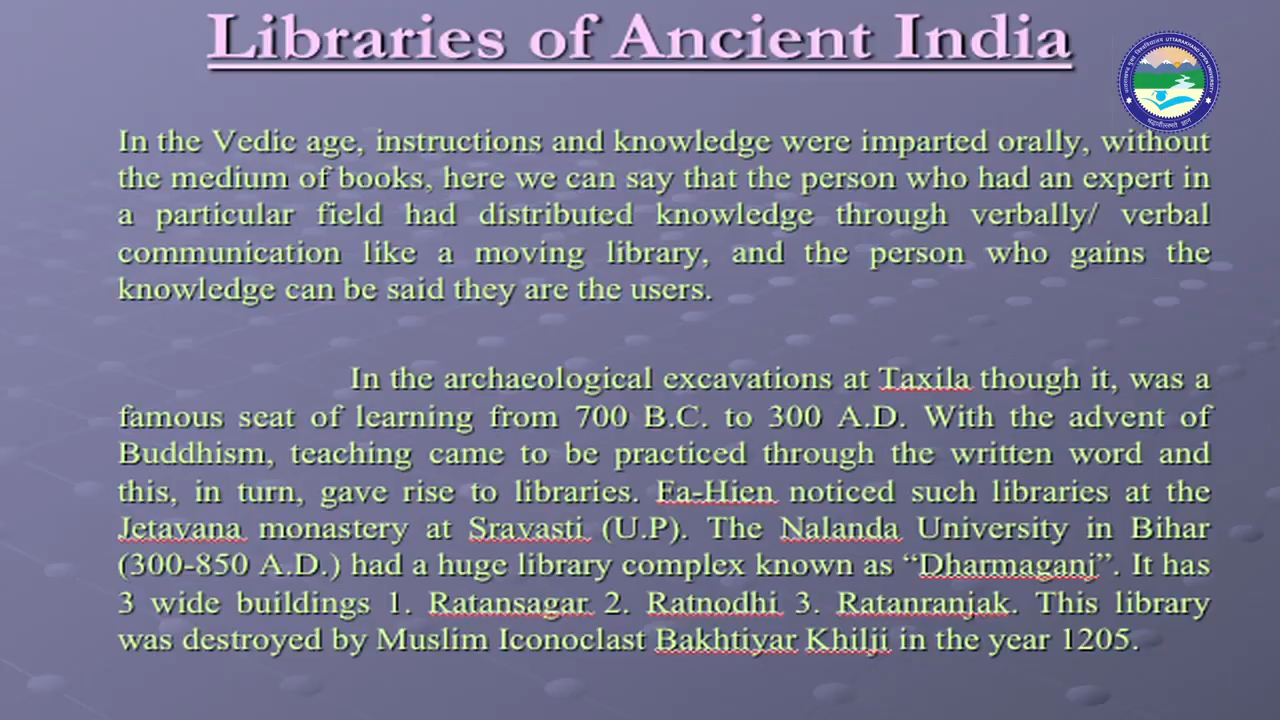 Libraries of Ancient India
In the Vedic age, instructions and knowledge were imparted orally, without
the medium of books, here we can say that the person who had an expert in
a particular field had distributed knowledge through verbally/ verbal
communication like a moving library, and the person who gains the
knowledge can be said they are the users.
In the archaeological excavations at Taxila though it, was a
famous seat of learning from 700 B.C. to 300 A.D. With the advent of
Buddhism, teaching came to be practiced through the written word and
this, in turn, gave rise to libraries. Fa-Hien noticed such libraries at the
Jetavana monastery at Sravasti (U.P). The Nalanda University in Bihar
(300-850 A.D.) had a huge library complex known as “Dharmaganj”. It has
3 wide buildings 1. Ratansagar 2. Ratnodhi 3. Ratanranjak. This library
was destroyed by Muslim Iconoclast Bakhtiyar Khilji in the year 1205.
UTTARAKHAND OPEN UNIVERSITY